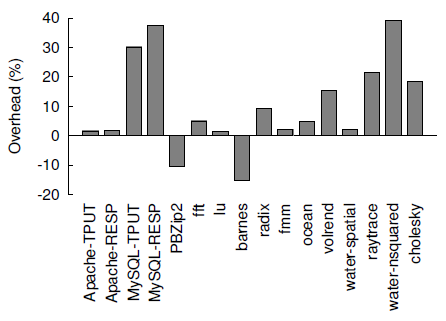 Overhead (%)
40
30
20
10
0
-10
-20
Apache-TPUT
Apache-RESP
MySQL-TPUT
MySQL-RESP
PBZip2
fft
lu
barnes
radix
fmm
ocean
volrend
water-spatial
raytrace
water-nsquared
cholesky